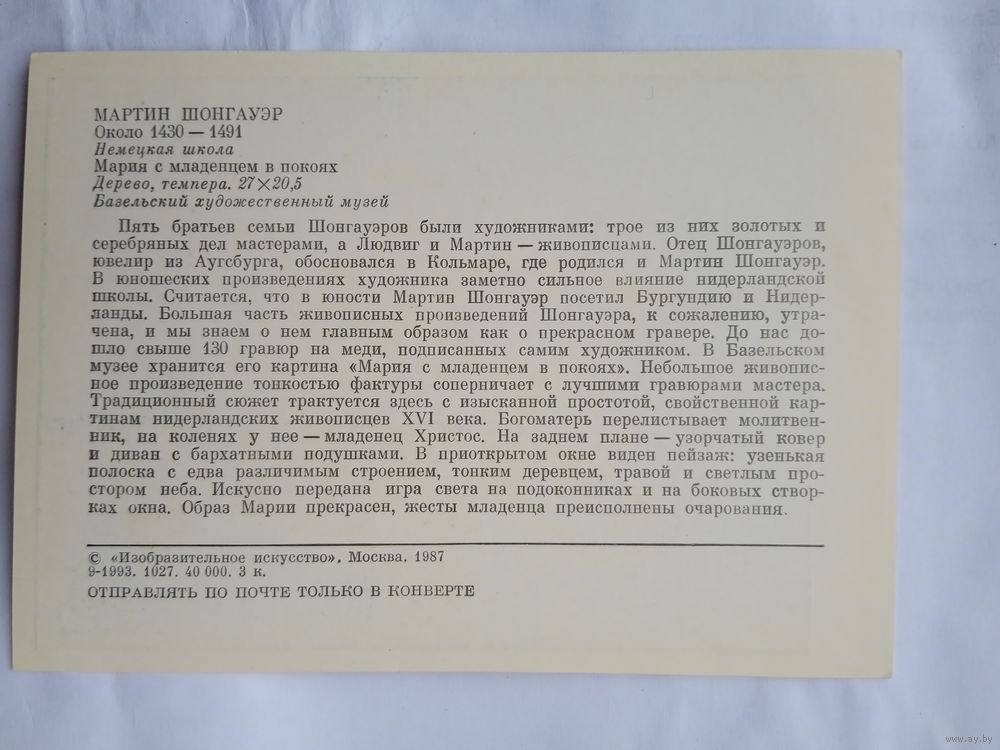 МАРТИН ШОНГАУЭР
Около 1430 — 1491
Немецкая школа
Мария с младенцем в покоях
Дерево, темпера. 27×20,5
Базельский художественный музей
Пять братьев семьи Шонгауэров были художниками: трое из них золотых и
серебряных дел мастерами, а Людвиг и Мартин — живописцами. Отец Шонгауэров,
ювелир из Аугсбурга, обосновался в Кольмаре, где родился и Мартин Шонгауэр.
В юношеских произведениях художника заметно сильное влияние нидерландской
школы. Считается, что в юности Мартин Шонгауэр посетил Бургундию и Нидер-
ланды. Большая часть живописных произведений Шонгауэра, к сожалению, утра-
чена, и мы знаем о нем главным образом как о прекрасном гравере. До нас до-
шло свыше 130 гравюр на меди, подписанных самим художником. В Базельском
музее хранится его картина «Мария с младенцем в покоях». Небольшое живопис-
ное произведение тонкостью фактуры соперничает с лучшими гравюрами мастера.
Традиционный сюжет трактуется здесь с изысканной простотой, свойственной кар-
тинам нидерландских живописцев XVI века. Богоматерь перелистывает молитвен-
ник, на коленях у нее — младенец Христос. На заднем плане — узорчатый ковер
и диван с бархатными подушками. В приоткрытом окне виден пейзаж: узенькая
полоска с едва различимым строением, тонким деревцем, травой и светлым про-
стором неба. Искусно передана игра света на подоконниках и на боковых створ-
ках окна. Образ Марии прекрасен, жесты младенца преисполнены очарования.
© «Изобразительное искусство». Москва. 1987
9-1993. 1027. 40 000. 3 к.
ОТПРАВЛЯТЬ ПО ПОЧТЕ ТОЛЬКО В КОНВЕРТЕ
www.ay.by